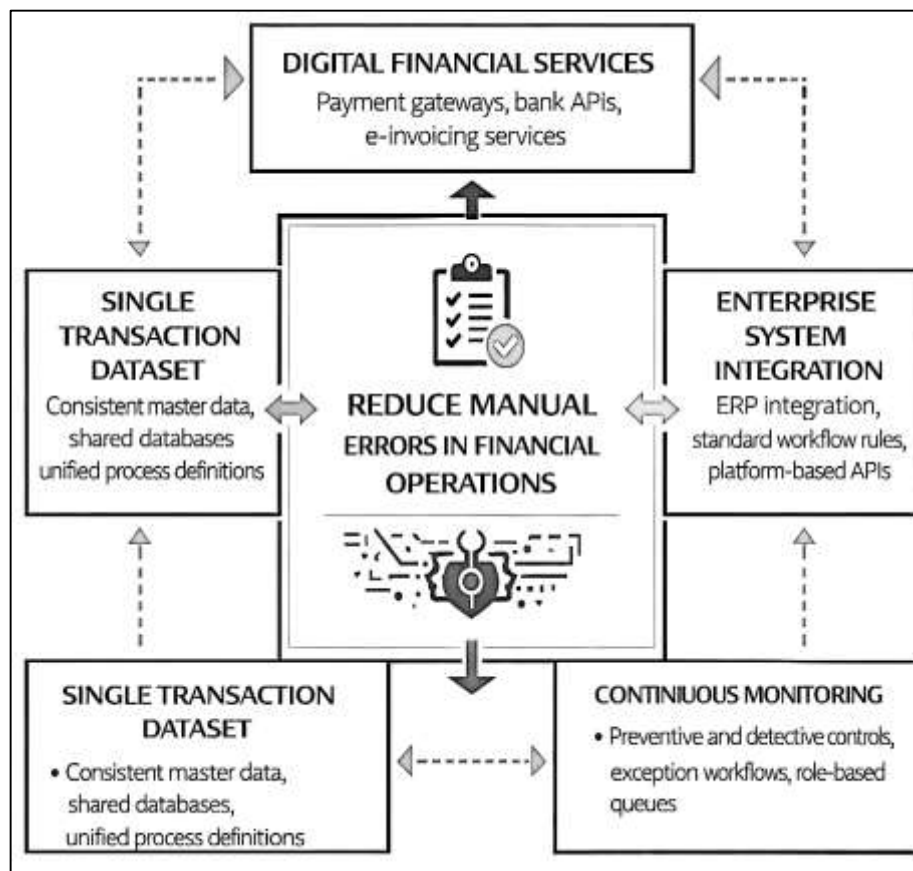 DIGITAL FINANCIAL SERVICES
Payment gateways, bank APIs,
e-invoicing services
SINGLE
TRANSACTION
DATASET
Consistent master data,
shared databases
unified process definitions
REDUCE MANUAL
ERRORS IN FINANCIAL
OPERATIONS
ENTERPRISE
SYSTEM
INTEGRATION
ERP integration,
standard workflow rules,
platform-based APIs
SINGLE TRANSACTION
DATASET
• Consistent master data,
shared databases,
unified process definitions
CONTINIUOUS MONITORING
• Preventive and detective controls,
exception workflows, role-based
queues